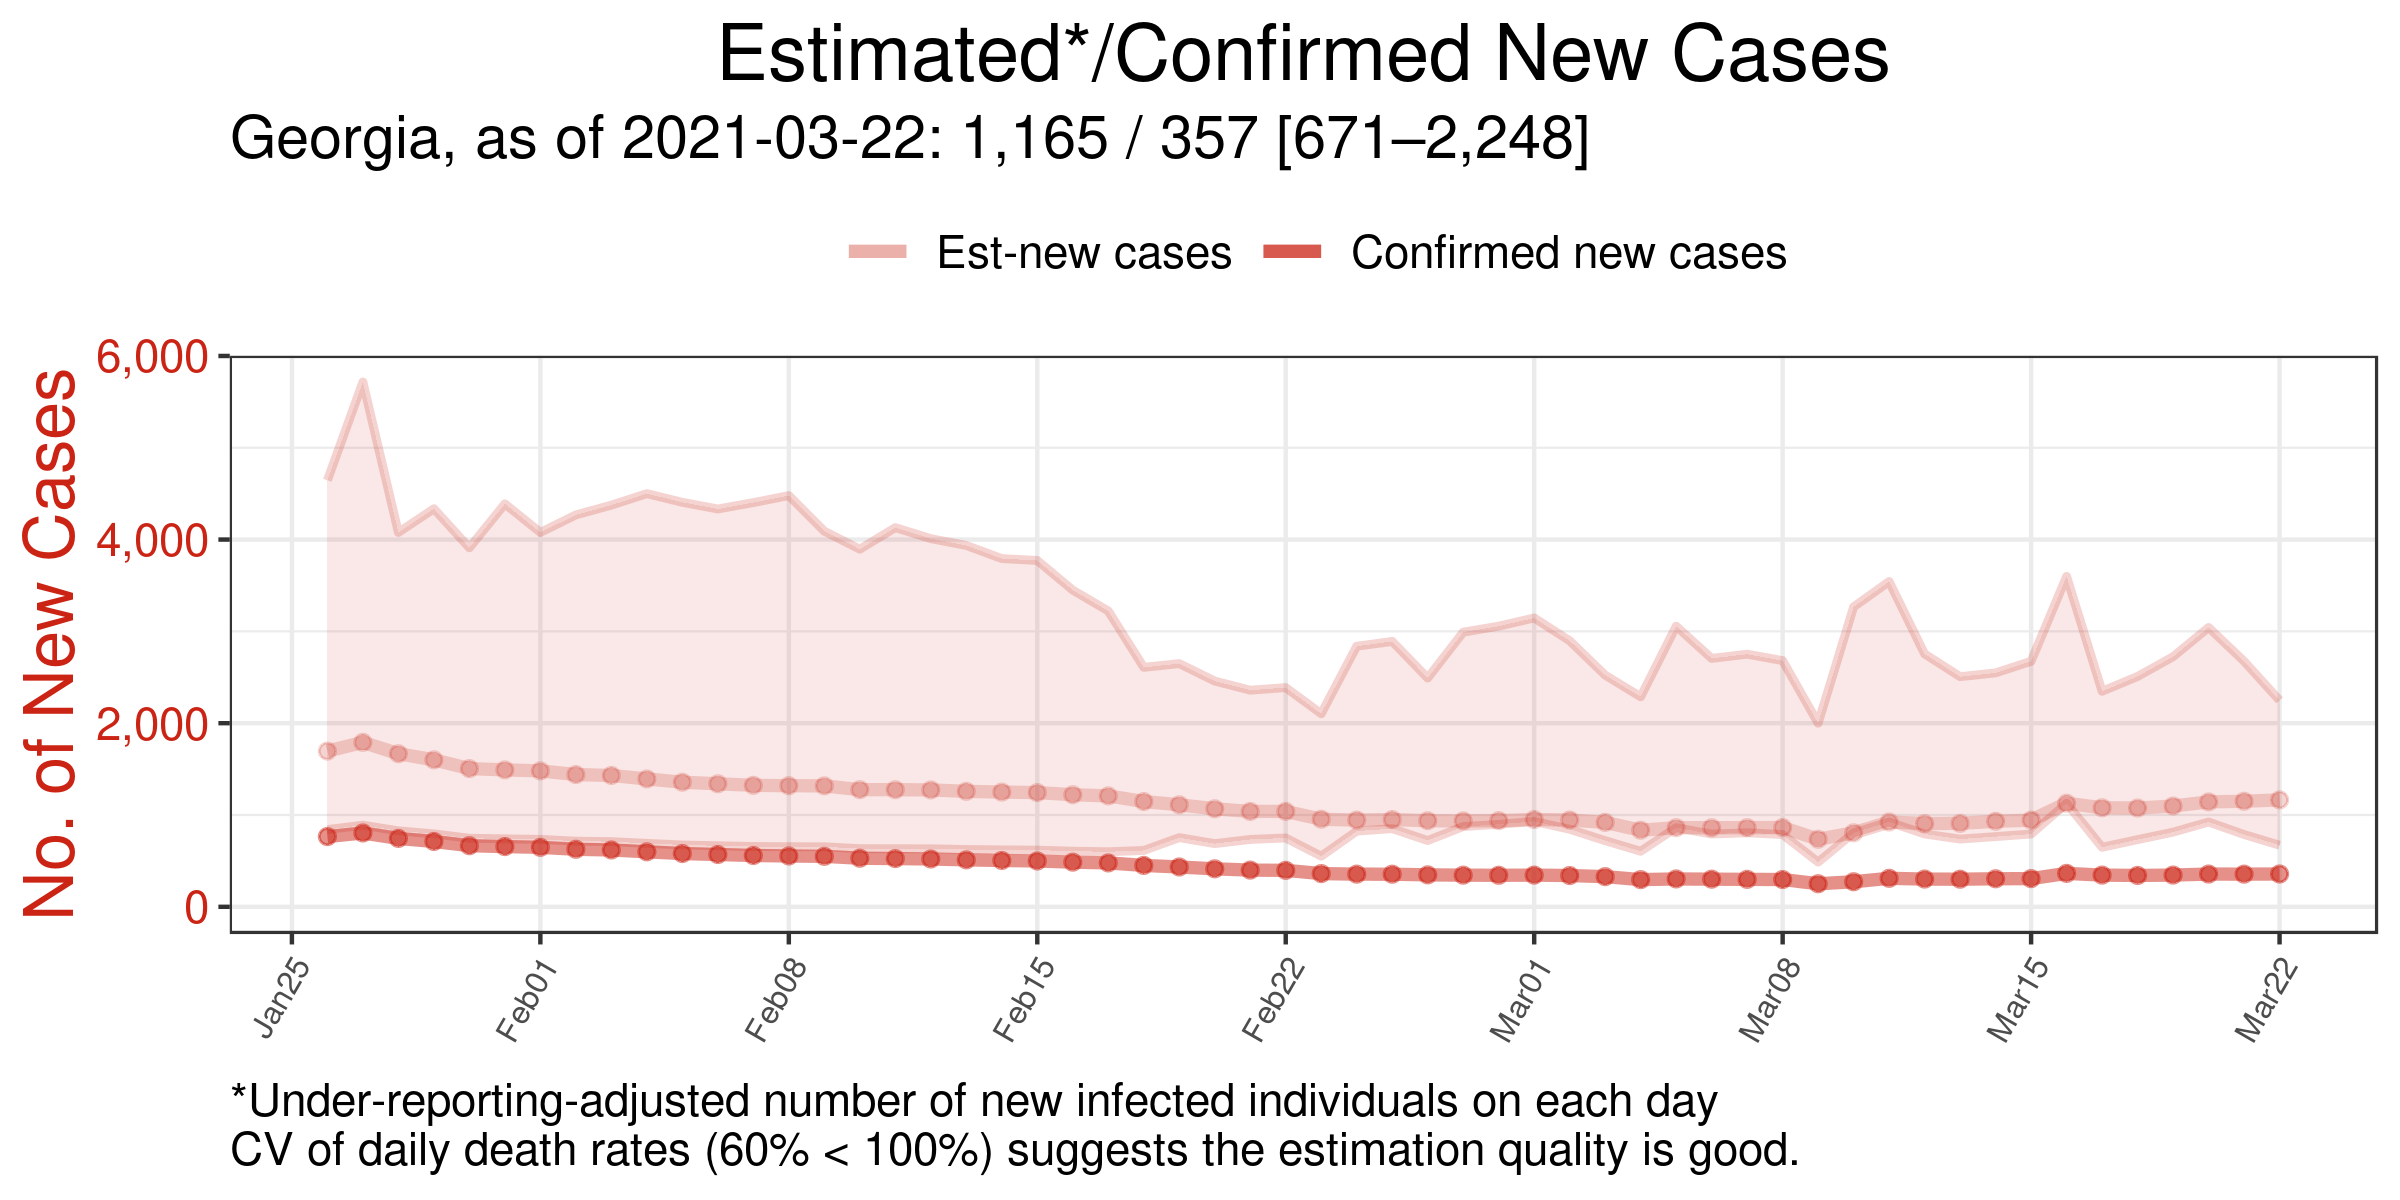 Estimated*/Confirmed New Cases
Georgia, as of 2021-03-22: 1,165 / 357 [671–2,248]
Est-new cases
Confirmed new cases
No. of New Cases
6,000
4,000
2,000
0
Jan25
Feb01
Feb08
Feb15
Feb22
Mar01
Mar08
Mar15
Mar22
*Under-reporting-adjusted number of new infected individuals on each day
CV of daily death rates (60% < 100%) suggests the estimation quality is good.